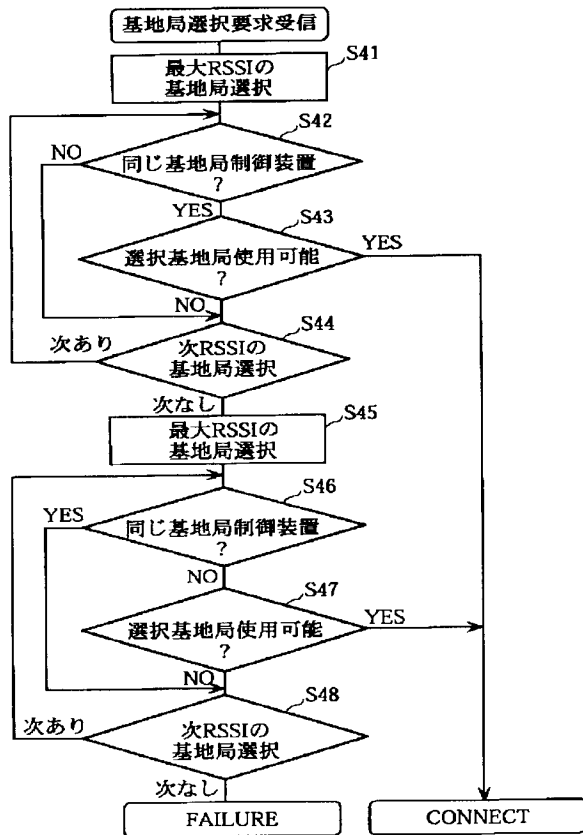 基地局選択要求受信
S41
最大RSSIの
基地局選択
S42
NO
同じ基地局制御装置
?
YES
S43
YES
選択基地局使用可能
?
NO
S44
次あり
次RSSIの
基地局選択
次なし
S45
最大RSSIの
基地局選択
S46
YES
同じ基地局制御装置
?
NO
S47
YES
選択基地局使用可能
?
NO
S48
次あり
次RSSIの
基地局選択
次なし
FAILURE
CONNECT